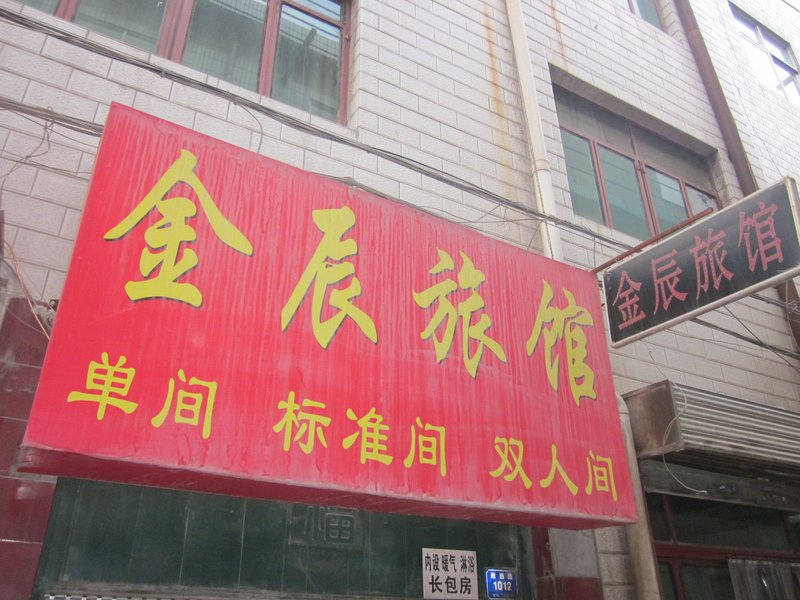 金辰旅馆
单间 标准间 双人间
金辰旅馆
内设 暖气 淋浴
长包房
1012